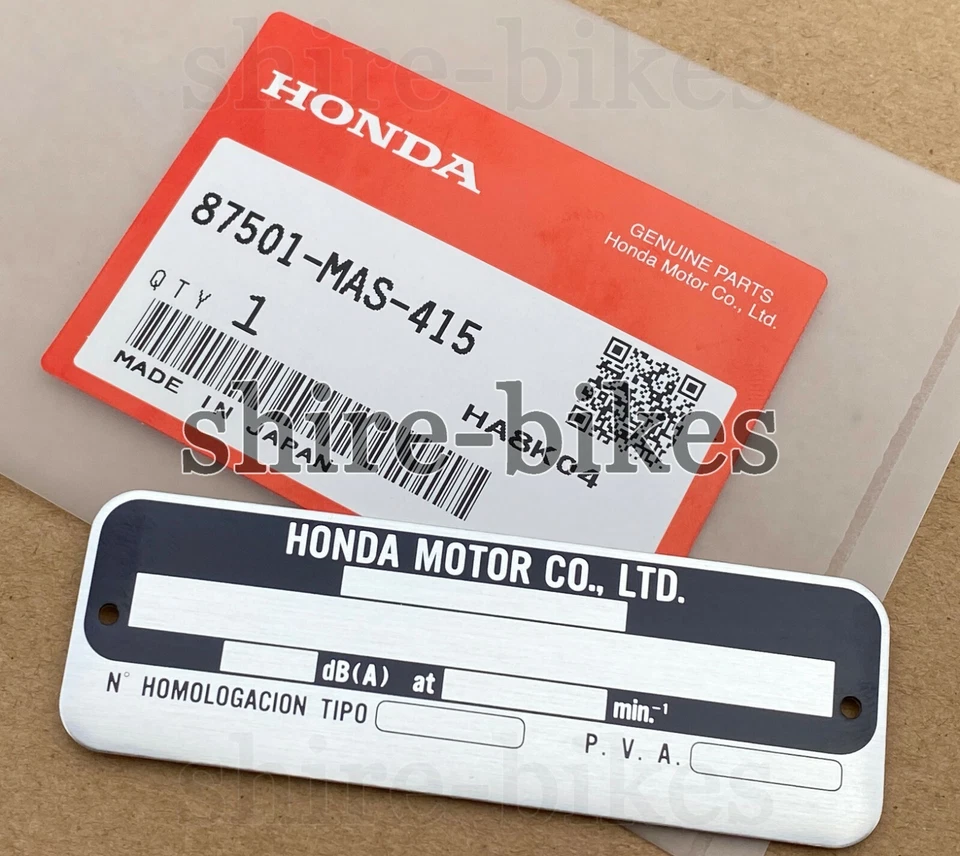 shire-bikes
HONDA
GENUINE PARTS
Honda Motor Co., Ltd.
87501-MAS-415
QTY 1
MADE IN JAPAN
HA8K04
shire-bikes
HONDA MOTOR CO., LTD.
dB(A) at min.⁻¹
N° HOMOLOGACION TIPO
P. V. A.
shire-bikes